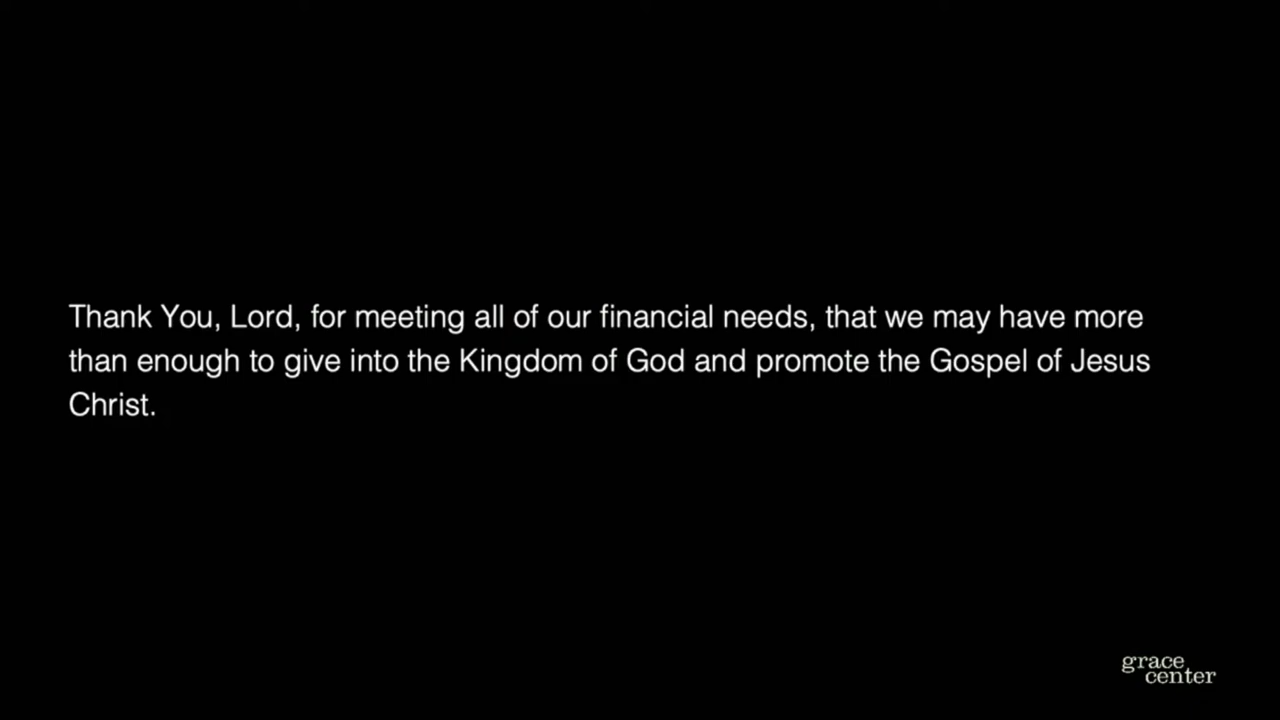 Thank You, Lord, for meeting all of our financial needs, that we may have more
than enough to give into the Kingdom of God and promote the Gospel of Jesus
Christ.
grace
center